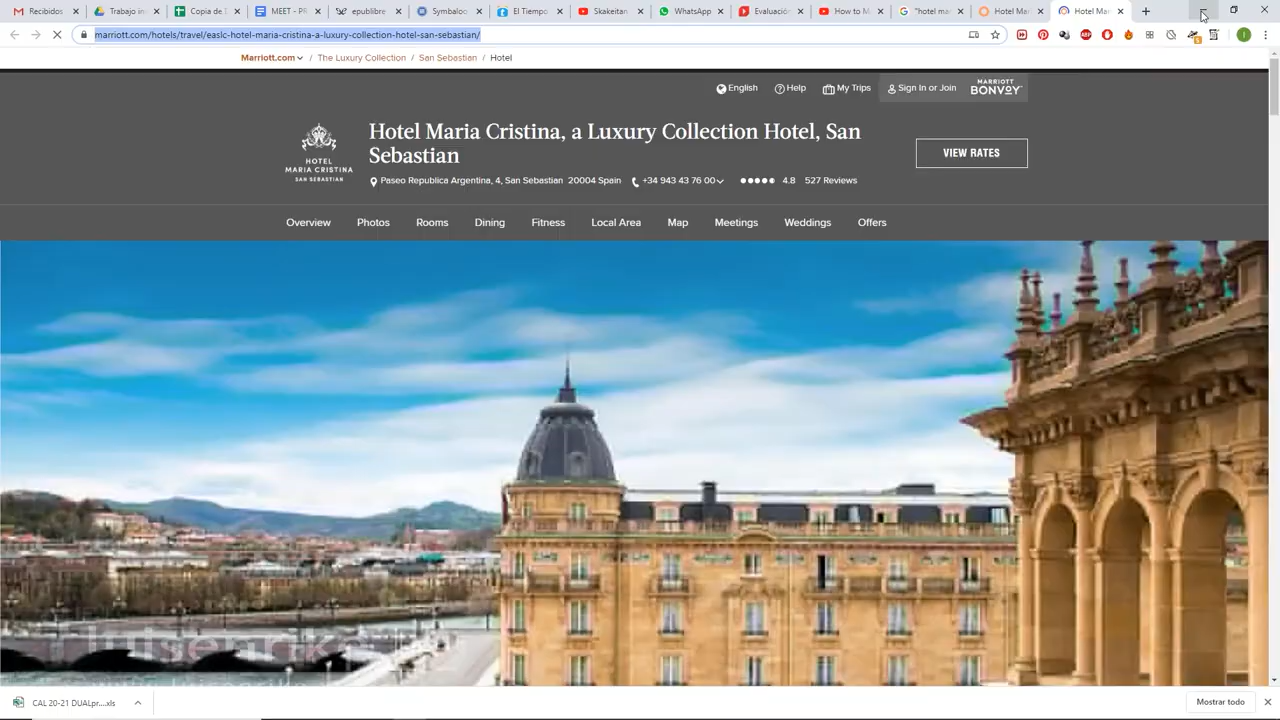 Recibidos
Trabajo in
Copia de
MEET - PR
epublibre
Symbaloo
El Tiempo
Skakeitan
WhatsApp
Evaluación
How to M
"hotel mar
Hotel Mar
Hotel Mar
marriott.com/hotels/travel/easlc-hotel-maria-cristina-a-luxury-collection-hotel-san-sebastian/
Marriott.com / The Luxury Collection / San Sebastian / Hotel
English Help My Trips Sign In or Join MARRIOTT BONVOY
HOTEL MARIA CRISTINA SAN SEBASTIAN
Hotel Maria Cristina, a Luxury Collection Hotel, San
Sebastian
VIEW RATES
Paseo Republica Argentina, 4, San Sebastian 20004 Spain +34 943 43 76 00 4.8 527 Reviews
Overview Photos Rooms Dining Fitness Local Area Map Meetings Weddings Offers
CAL 20-21 DUALpr....xls
Mostrar todo